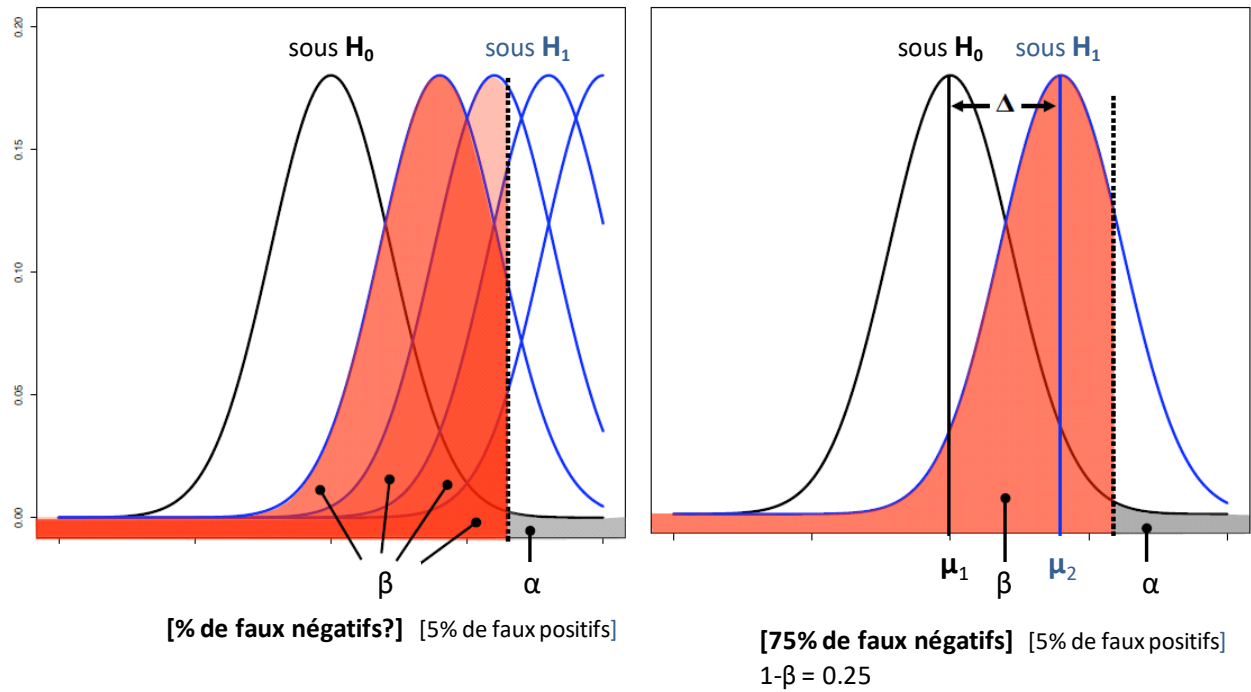 0.20
0.15
0.10
0.05
0.00
sous H₀
sous H₁
β
α
[% de faux négatifs?] [5% de faux positifs]
sous H₀
sous H₁
Δ
μ₁
β
μ₂
α
[75% de faux négatifs] [5% de faux positifs]
1-β = 0.25